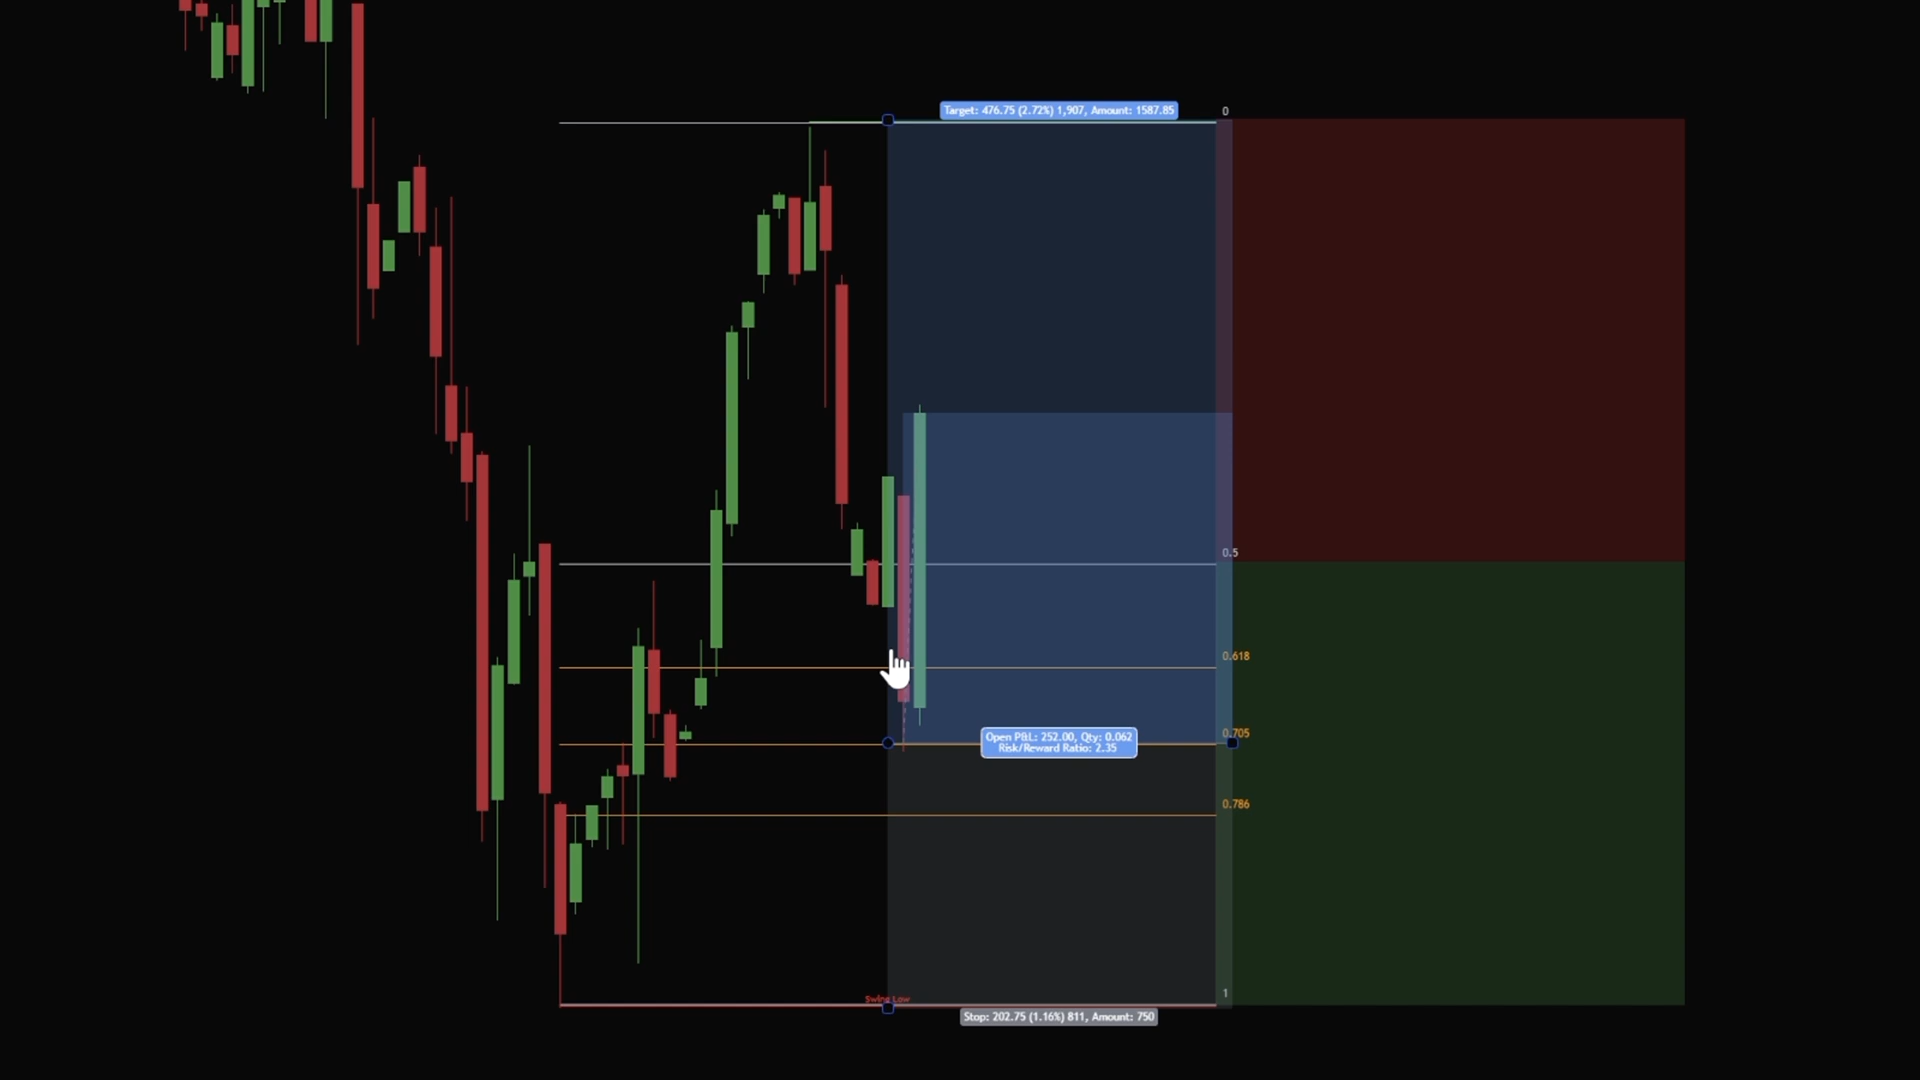 Target: 476.75 (2.72%) 1,907, Amount: 1587.85
0
0.5
0.618
0.705
Open P&L: 252.00, Qty: 0.062
Risk/Reward Ratio: 2.35
0.786
1
Swing Low
Stop: 202.75 (1.16%) 811, Amount: 750